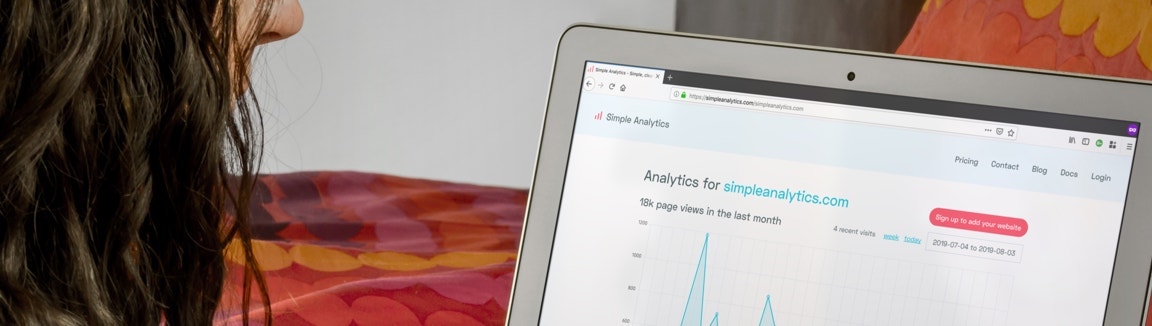 Simple Analytics - Simple, clean
https://simpleanalytics.com/simpleanalytics.com
Simple Analytics
Pricing Contact Blog Docs Login
Analytics for simpleanalytics.com
Sign up to add your website
18k page views in the last month
4 recent visits week today 2019-07-04 to 2019-08-03
1200
1000
800
600